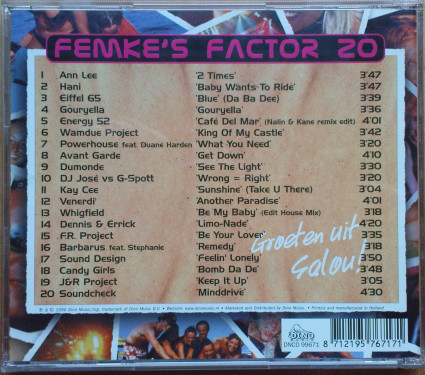 FEMKE'S FACTOR 20
1 Ann Lee '2 Times' 3'47
2 Hani 'Baby Wants To Ride' 3'47
3 Eiffel 65 'Blue' (Da Ba Dee) 3'39
4 Gouryella 'Gouryella' 3'36
5 Energy 52 'Café Del Mar' (Nalin & Kane remix edit) 4'01
6 Wamdue Project 'King Of My Castle' 3'42
7 Powerhouse feat. Duane Harden 'What You Need' 3'20
8 Avant Garde 'Get Down' 4'10
9 Dumonde 'See The Light' 3'30
10 DJ José vs G-Spott 'Wrong = Right' 3'20
11 Kay Cee 'Sunshine' (Take U There) 3'04
12 Venerdi' 'Another Paradise' 4'01
13 Whigfield 'Be My Baby' (Edit House Mix) 3'18
14 Dennis & Errick 'Limo-Nade' 3'20
15 F.R. Project 'Be Your Lover' 3'35
16 Barbarus feat. Stephanie 'Remedy' 3'18
17 Sound Design 'Feelin' Lonely' 3'50
18 Candy Girls 'Bomb Da De' 3'48
19 J&R Project 'Keep It Up' 3'05
20 Soundcheck 'Minddrive' 4'30
Groeten uit
Salou!
DINO
DNCD 99671
8 712195 767171